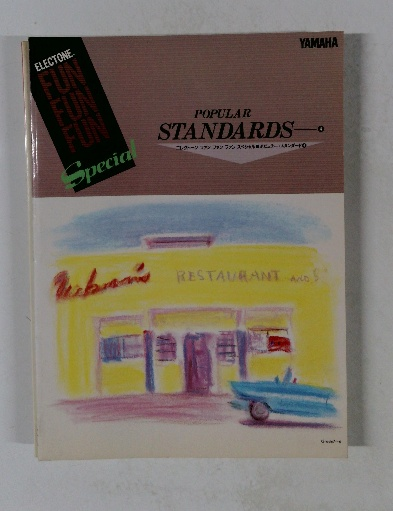 YAMAHA
ELECTONE
FUN
FUN
FUN
Special
POPULAR
STANDARDS
RESTAURANT